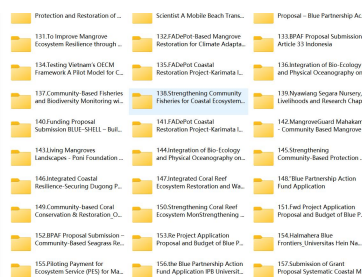 Protection and Restoration of ...
Scientist A Mobile Beach Trans...
Proposal – Blue Partnership Ac
131.To Improve Mangrove
Ecosystem Resilience through ...
132.FADePot-Based Mangrove
Restoration for Climate Adapta...
133.BPAF Proposal Submission
Article 33 Indonesia
134.Testing Vietnam's OECM
Framework A Pilot Model for C...
135.FADePot Coastal
Restoration Project-Karimata I...
136.Integration of Bio-Ecology
and Physical Oceanography on
137.Community-Based Fisheries
and Biodiversity Monitoring wi...
138.Strengthening Community
Fisheries for Coastal Ecosystem...
139.Nyawiang Segara Nursery,
Livelihoods and Research Chap
140.Funding Proposal
Submission BLUE–SHELL – Buil...
141.FADePot Coastal
Restoration Project-Karimata I...
142.MangroveGuard Mahakam
- Community Based Mangrove
143.Living Mangroves
Landscapes - Poni Foundation ...
144.Integration of Bio-Ecology
and Physical Oceanography on...
145.Strengthening
Community-Based Protection ...
146.Integrated Coastal
Resilience-Securing Dugong P...
147.Integrated Coral Reef
Ecosystem Restoration and Wa...
148."Blue Partnership Action
Fund Application
149.Community-based Coral
Conservation & Restoration_O...
150.Strengthening Coral Reef
Ecosystem MonStrengthening ...
151.Fwd Project Application
Proposal and Budget of Blue P...
152.BPAF Proposal Submission –
Community-Based Seagrass Re...
153.Re Project Application
Proposal and Budget of Blue P...
154.Halmahera Blue
Frontiers_Universitas Hein Na...
155.Piloting Payment for
Ecosystem Service (PES) for Ma...
156.the Blue Partnership Action
Fund Application IPB Universit...
157.Submission of Grant
Proposal Systematic Coastal M